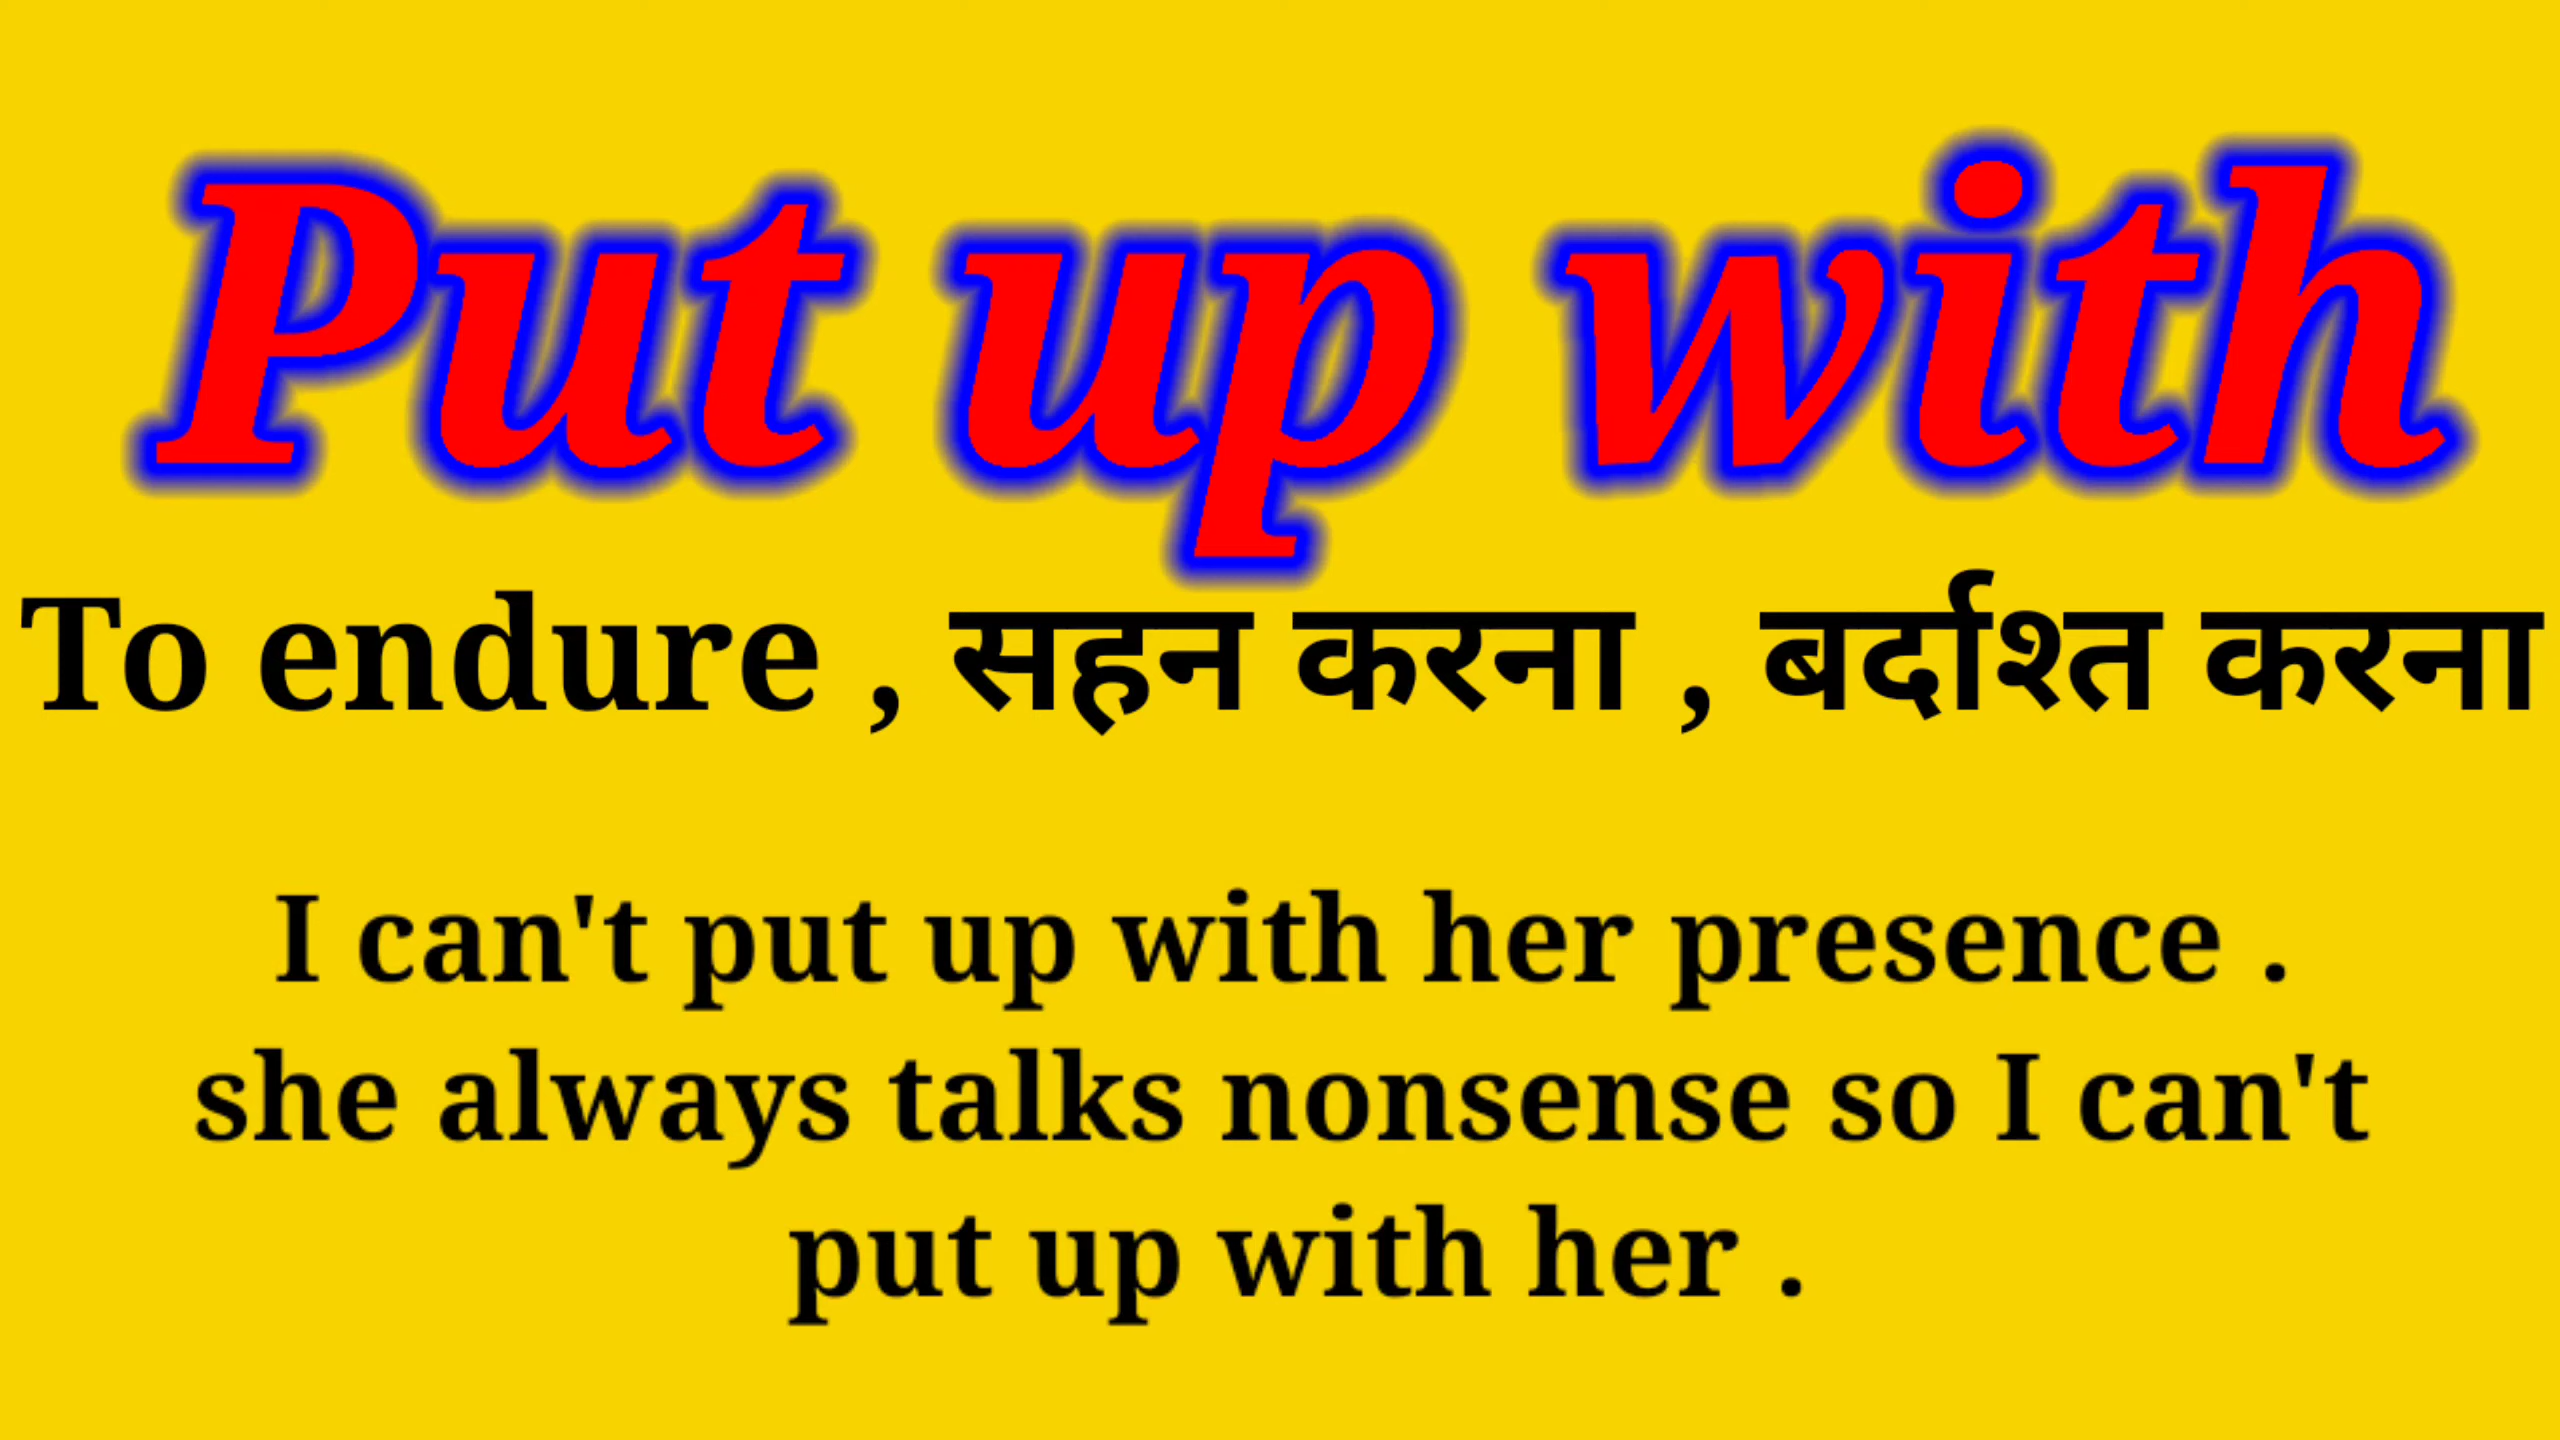 Put up with
To endure , सहन करना , बर्दाश्त करना
I can't put up with her presence .
she always talks nonsense so I can't
put up with her .